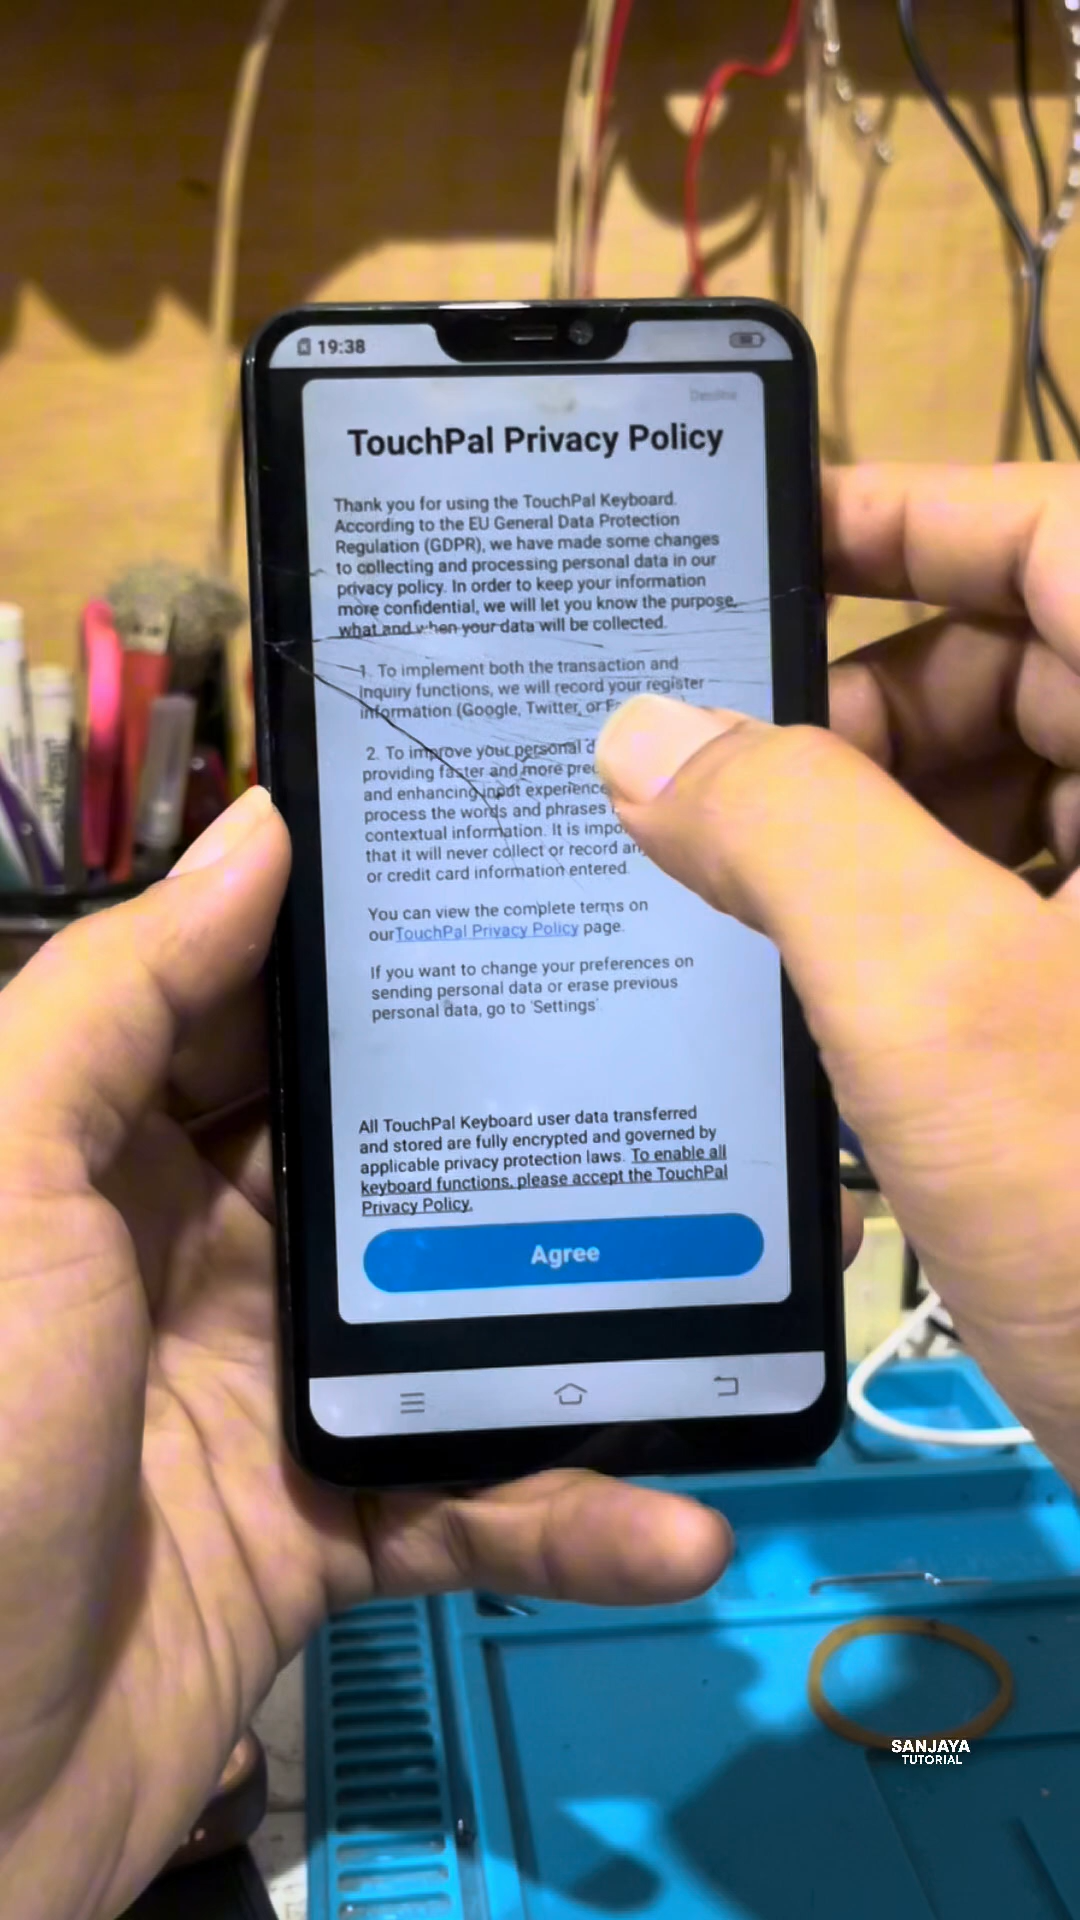 19:38
Decline
TouchPal Privacy Policy
Thank you for using the TouchPal Keyboard.
According to the EU General Data Protection
Regulation (GDPR), we have made some changes
to collecting and processing personal data in our
privacy policy. In order to keep your information
more confidential, we will let you know the purpose,
what and when your data will be collected.
1. To implement both the transaction and
inquiry functions, we will record your register
information (Google, Twitter, or
2. To improve your personal
providing faster and more
and enhancing input experience
process the words and phrases
contextual information. It is
that it will never collect or record
or credit card information entered.
You can view the complete terms on
ourTouchPal Privacy Policy page.
If you want to change your preferences on
sending personal data or erase previous
personal data, go to 'Settings'
All TouchPal Keyboard user data transferred
and stored are fully encrypted and governed by
applicable privacy protection laws. To enable all
keyboard functions, please accept the TouchPal
Privacy Policy.
Agree
SANJAYA
TUTORIAL